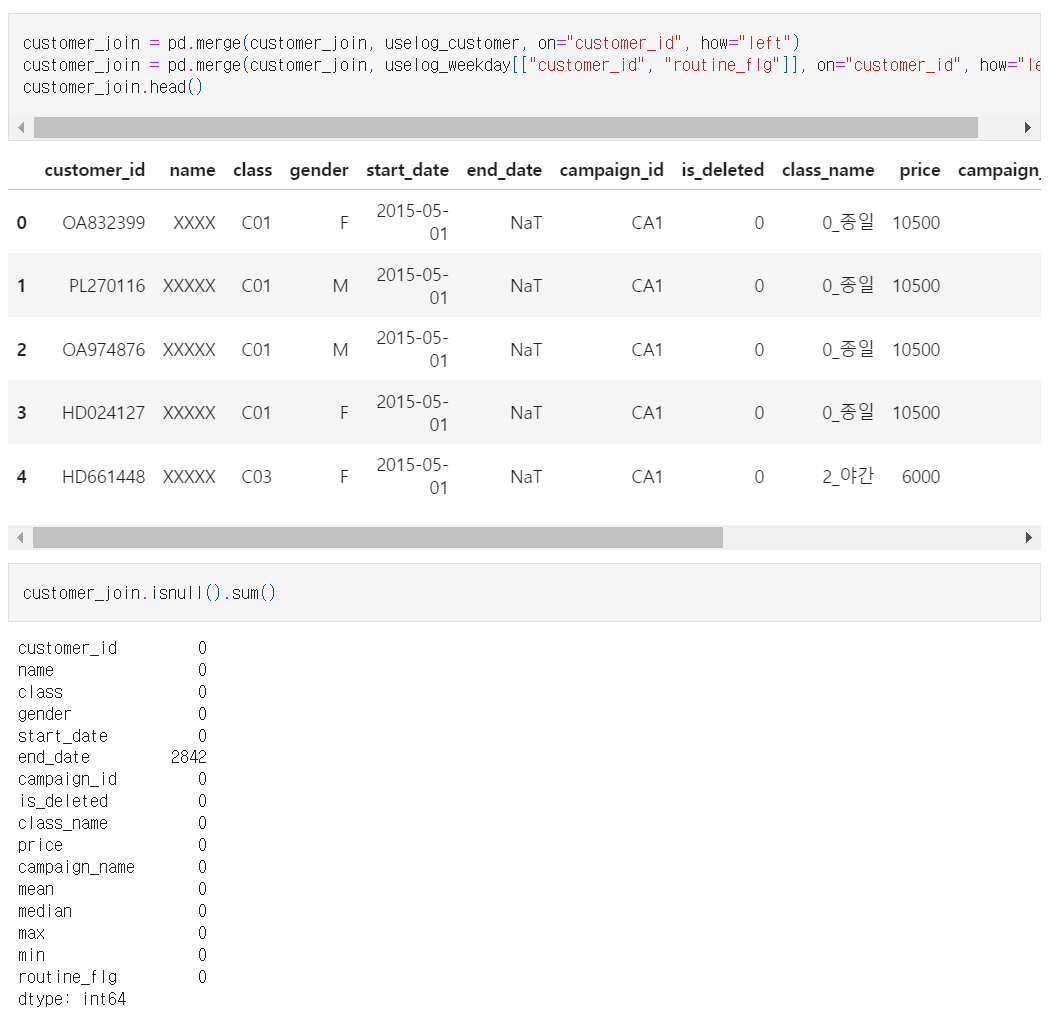 customer_join = pd.merge(customer_join, uselog_customer, on="customer_id", how="left")
customer_join = pd.merge(customer_join, uselog_weekday[["customer_id", "routine_flg"]], on="customer_id", how="le
customer_join.head()
customer_id name class gender start_date end_date campaign_id is_deleted class_name price campaign_
0 OA832399 XXXX C01 F 2015-05-01 NaT CA1 0 0_종일 10500
1 PL270116 XXXXX C01 M 2015-05-01 NaT CA1 0 0_종일 10500
2 OA974876 XXXXX C01 M 2015-05-01 NaT CA1 0 0_종일 10500
3 HD024127 XXXXX C01 F 2015-05-01 NaT CA1 0 0_종일 10500
4 HD661448 XXXXX C03 F 2015-05-01 NaT CA1 0 2_야간 6000
customer_join.isnull().sum()
customer_id 0
name 0
class 0
gender 0
start_date 0
end_date 2842
campaign_id 0
is_deleted 0
class_name 0
price 0
campaign_name 0
mean 0
median 0
max 0
min 0
routine_flg 0
dtype: int64